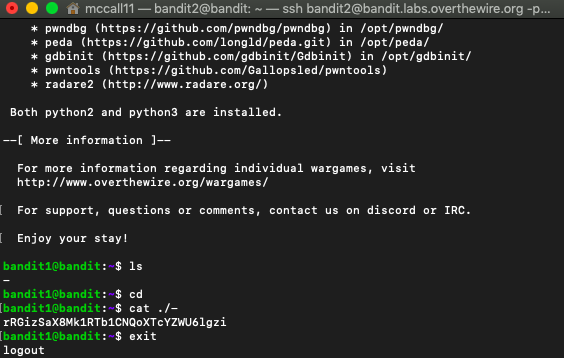 mccall11 — bandit2@bandit: ~ — ssh bandit2@bandit.labs.overthewire.org -p...
* pwndbg (https://github.com/pwndbg/pwndbg) in /opt/pwndbg/
* peda (https://github.com/longld/peda.git) in /opt/peda/
* gdbinit (https://github.com/gdbinit/Gdbinit) in /opt/gdbinit/
* pwntools (https://github.com/Gallopsled/pwntools)
* radare2 (http://www.radare.org/)
Both python2 and python3 are installed.
--[ More information ]--
For more information regarding individual wargames, visit
http://www.overthewire.org/wargames/
[ For support, questions or comments, contact us on discord or IRC.
[ Enjoy your stay!
bandit1@bandit:~$ ls
-
bandit1@bandit:~$ cd
[bandit1@bandit:~$ cat ./-
rRGizSaX8Mk1RTb1CNQoXTcYZWU6lgzi
[bandit1@bandit:~$ exit
logout